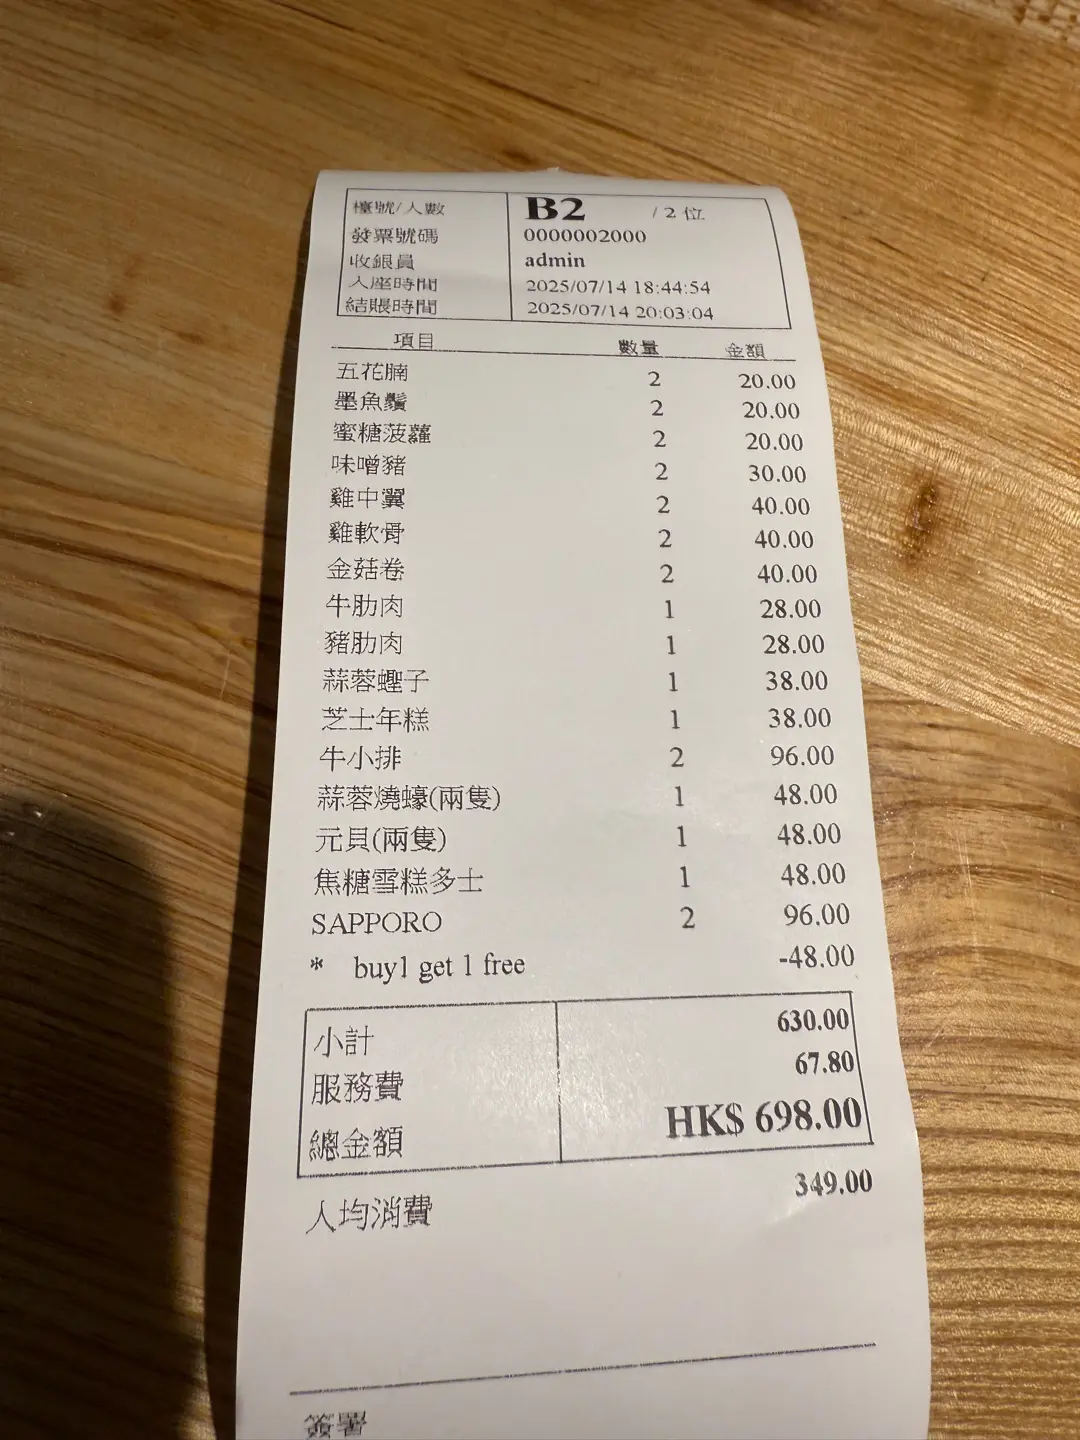 檯號/人數 B2 / 2 位
發票號碼 0000002000
收銀員 admin
入座時間 2025/07/14 18:44:54
結賬時間 2025/07/14 20:03:04
項目 數量 金額
五花腩 2 20.00
墨魚鬚 2 20.00
蜜糖菠蘿 2 20.00
味噌豬 2 30.00
雞中翼 2 40.00
雞軟骨 2 40.00
金菇卷 2 40.00
牛肋肉 1 28.00
豬肋肉 1 28.00
蒜蓉蟶子 1 38.00
芝士年糕 1 38.00
牛小排 2 96.00
蒜蓉燒蠔(兩隻) 1 48.00
元貝(兩隻) 1 48.00
焦糖雪糕多士 1 48.00
SAPPORO 2 96.00
* buy1 get 1 free -48.00
小計 630.00
服務費 67.80
總金額 HK$ 698.00
人均消費 349.00
簽署